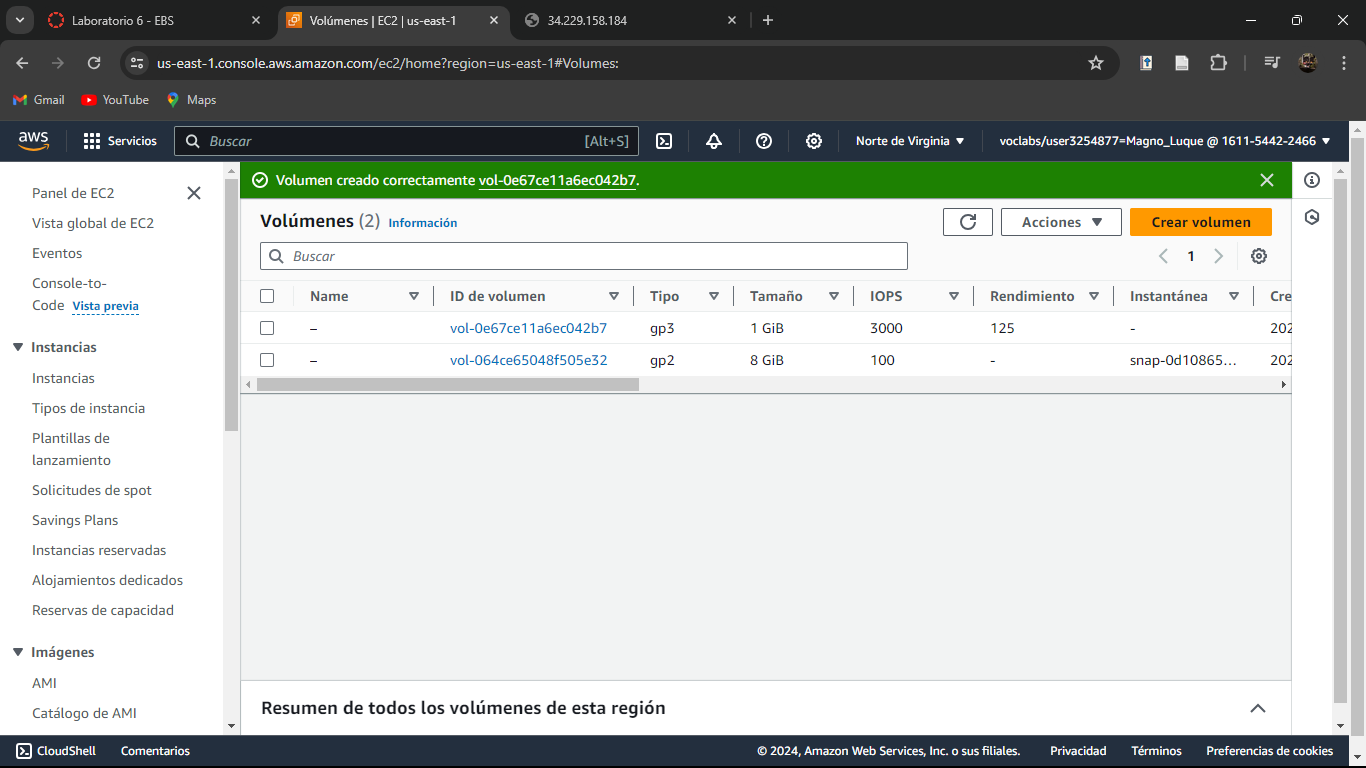 Laboratorio 6 - EBS
Volúmenes | EC2 | us-east-1
34.229.158.184
us-east-1.console.aws.amazon.com/ec2/home?region=us-east-1#Volumes:
Gmail
YouTube
Maps
aws
Servicios
Buscar
[Alt+S]
Norte de Virginia
voclabs/user3254877=Magno_Luque @ 1611-5442-2466
Panel de EC2
Vista global de EC2
Eventos
Console-to-
Code Vista previa
Instancias
Instancias
Tipos de instancia
Plantillas de
lanzamiento
Solicitudes de spot
Savings Plans
Instancias reservadas
Alojamientos dedicados
Reservas de capacidad
Imágenes
AMI
Catálogo de AMI
Volumen creado correctamente vol-0e67ce11a6ec042b7.
Volúmenes (2) Información
Acciones
Crear volumen
Buscar
1
Name ID de volumen Tipo Tamaño IOPS Rendimiento Instantánea Cre
– vol-0e67ce11a6ec042b7 gp3 1 GiB 3000 125 - 202
– vol-064ce65048f505e32 gp2 8 GiB 100 - snap-0d10865... 202
Resumen de todos los volúmenes de esta región
CloudShell
Comentarios
© 2024, Amazon Web Services, Inc. o sus filiales.
Privacidad
Términos
Preferencias de cookies